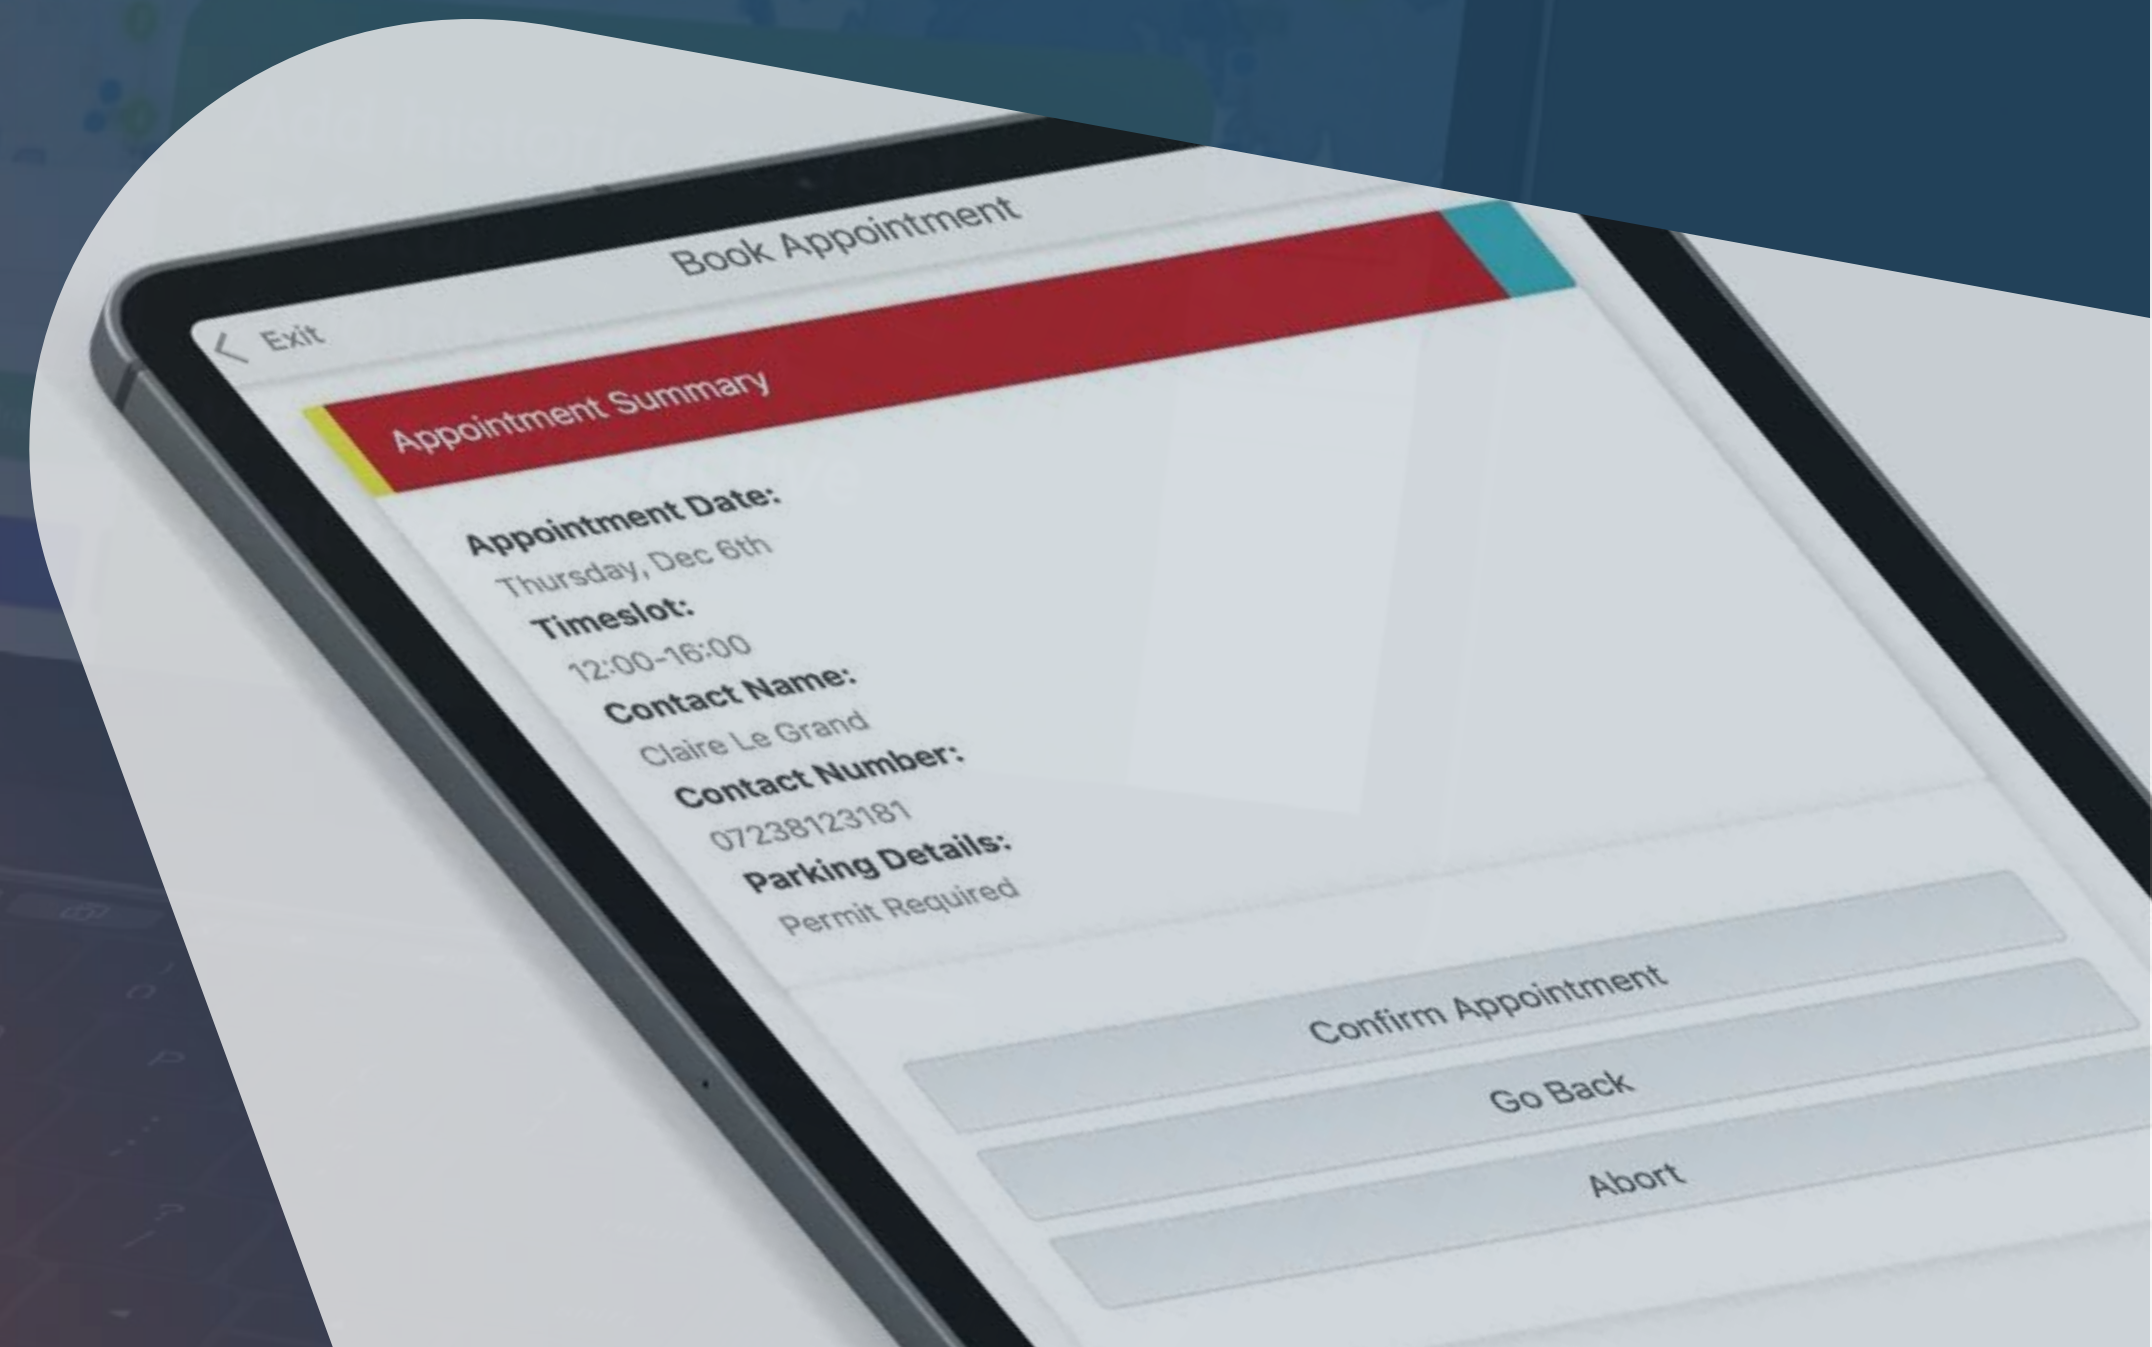 Book Appointment
Exit
Appointment Summary
Appointment Date:
Thursday, Dec 6th
Timeslot:
12:00-16:00
Contact Name:
Claire Le Grand
Contact Number:
07238123181
Parking Details:
Permit Required
Confirm Appointment
Go Back
Abort